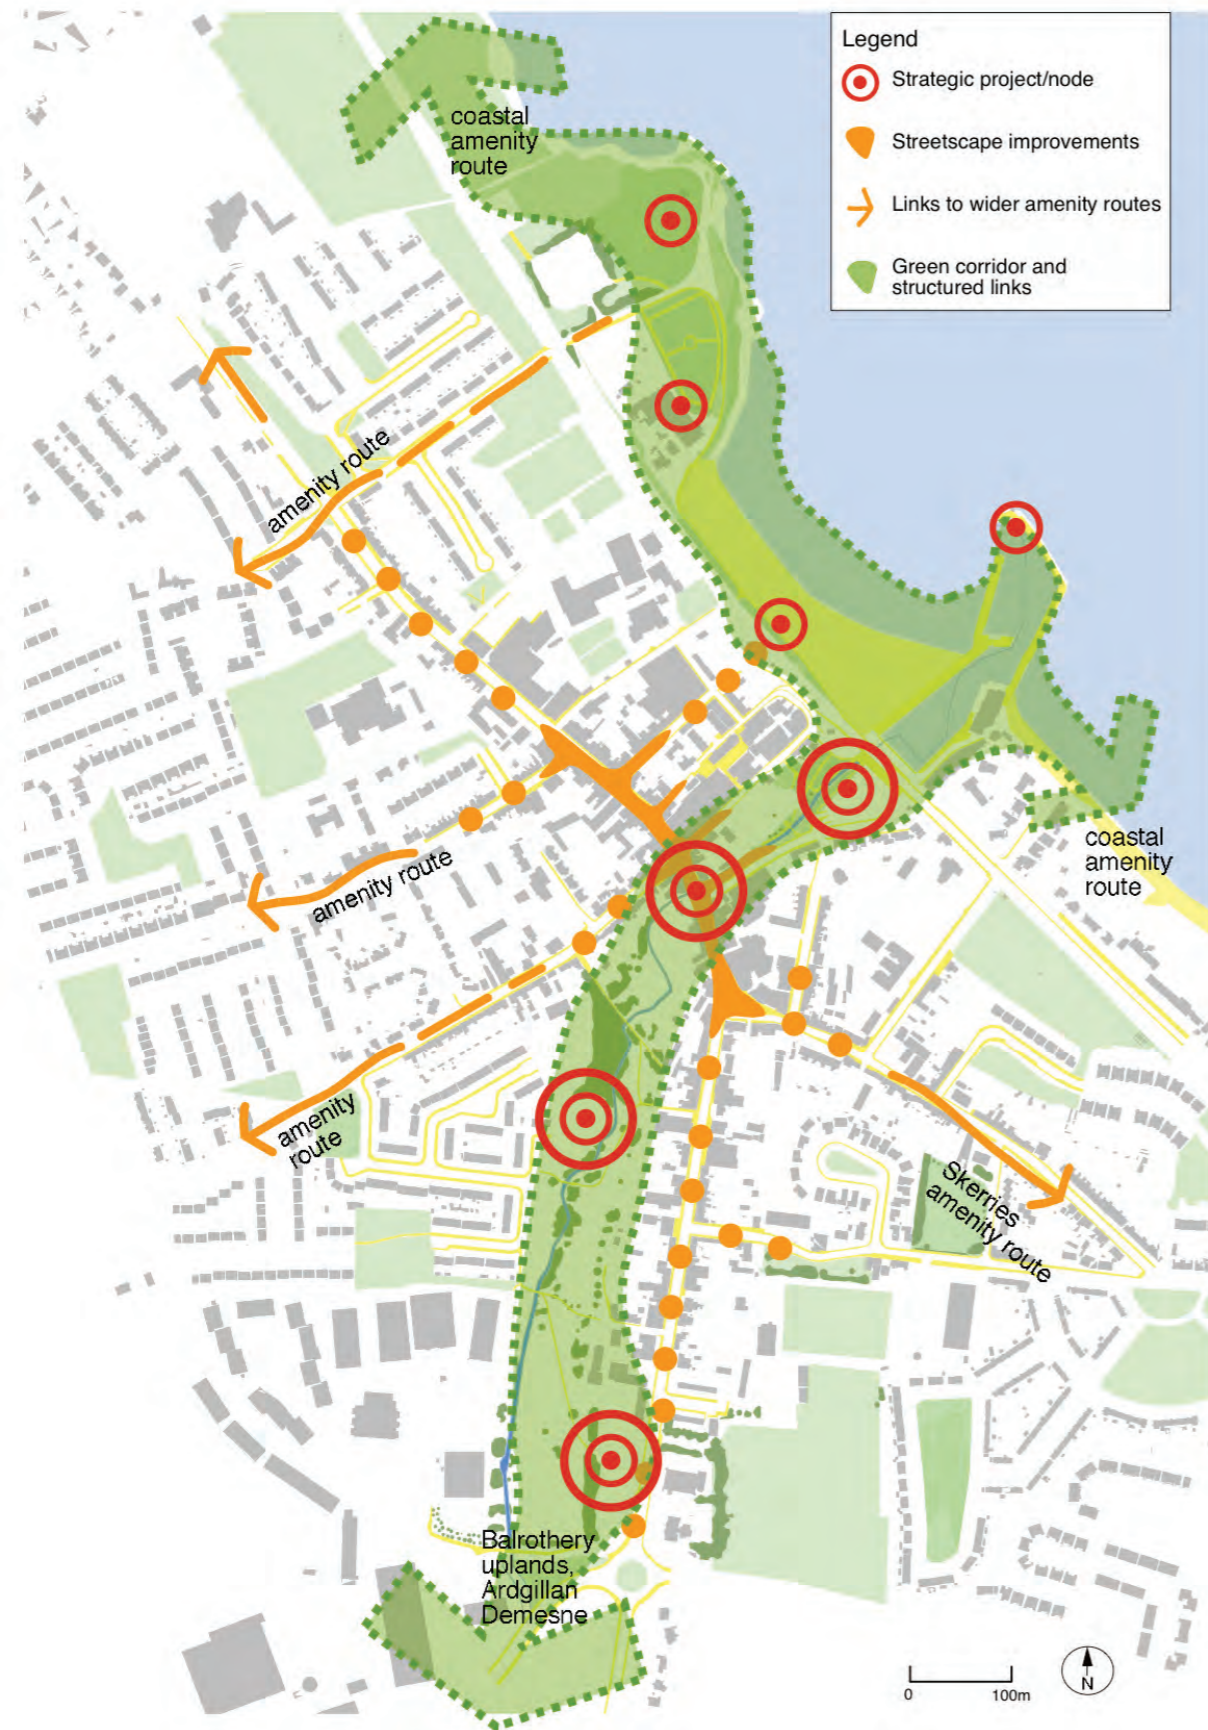 Legend
Strategic project/node
Streetscape improvements
Links to wider amenity routes
Green corridor and
structured links
coastal
amenity
route
amenity route
amenity route
coastal
amenity
route
amenity
route
Skerries
amenity route
Balrothery
uplands,
Ardgillan
Demesne
N
0
100m